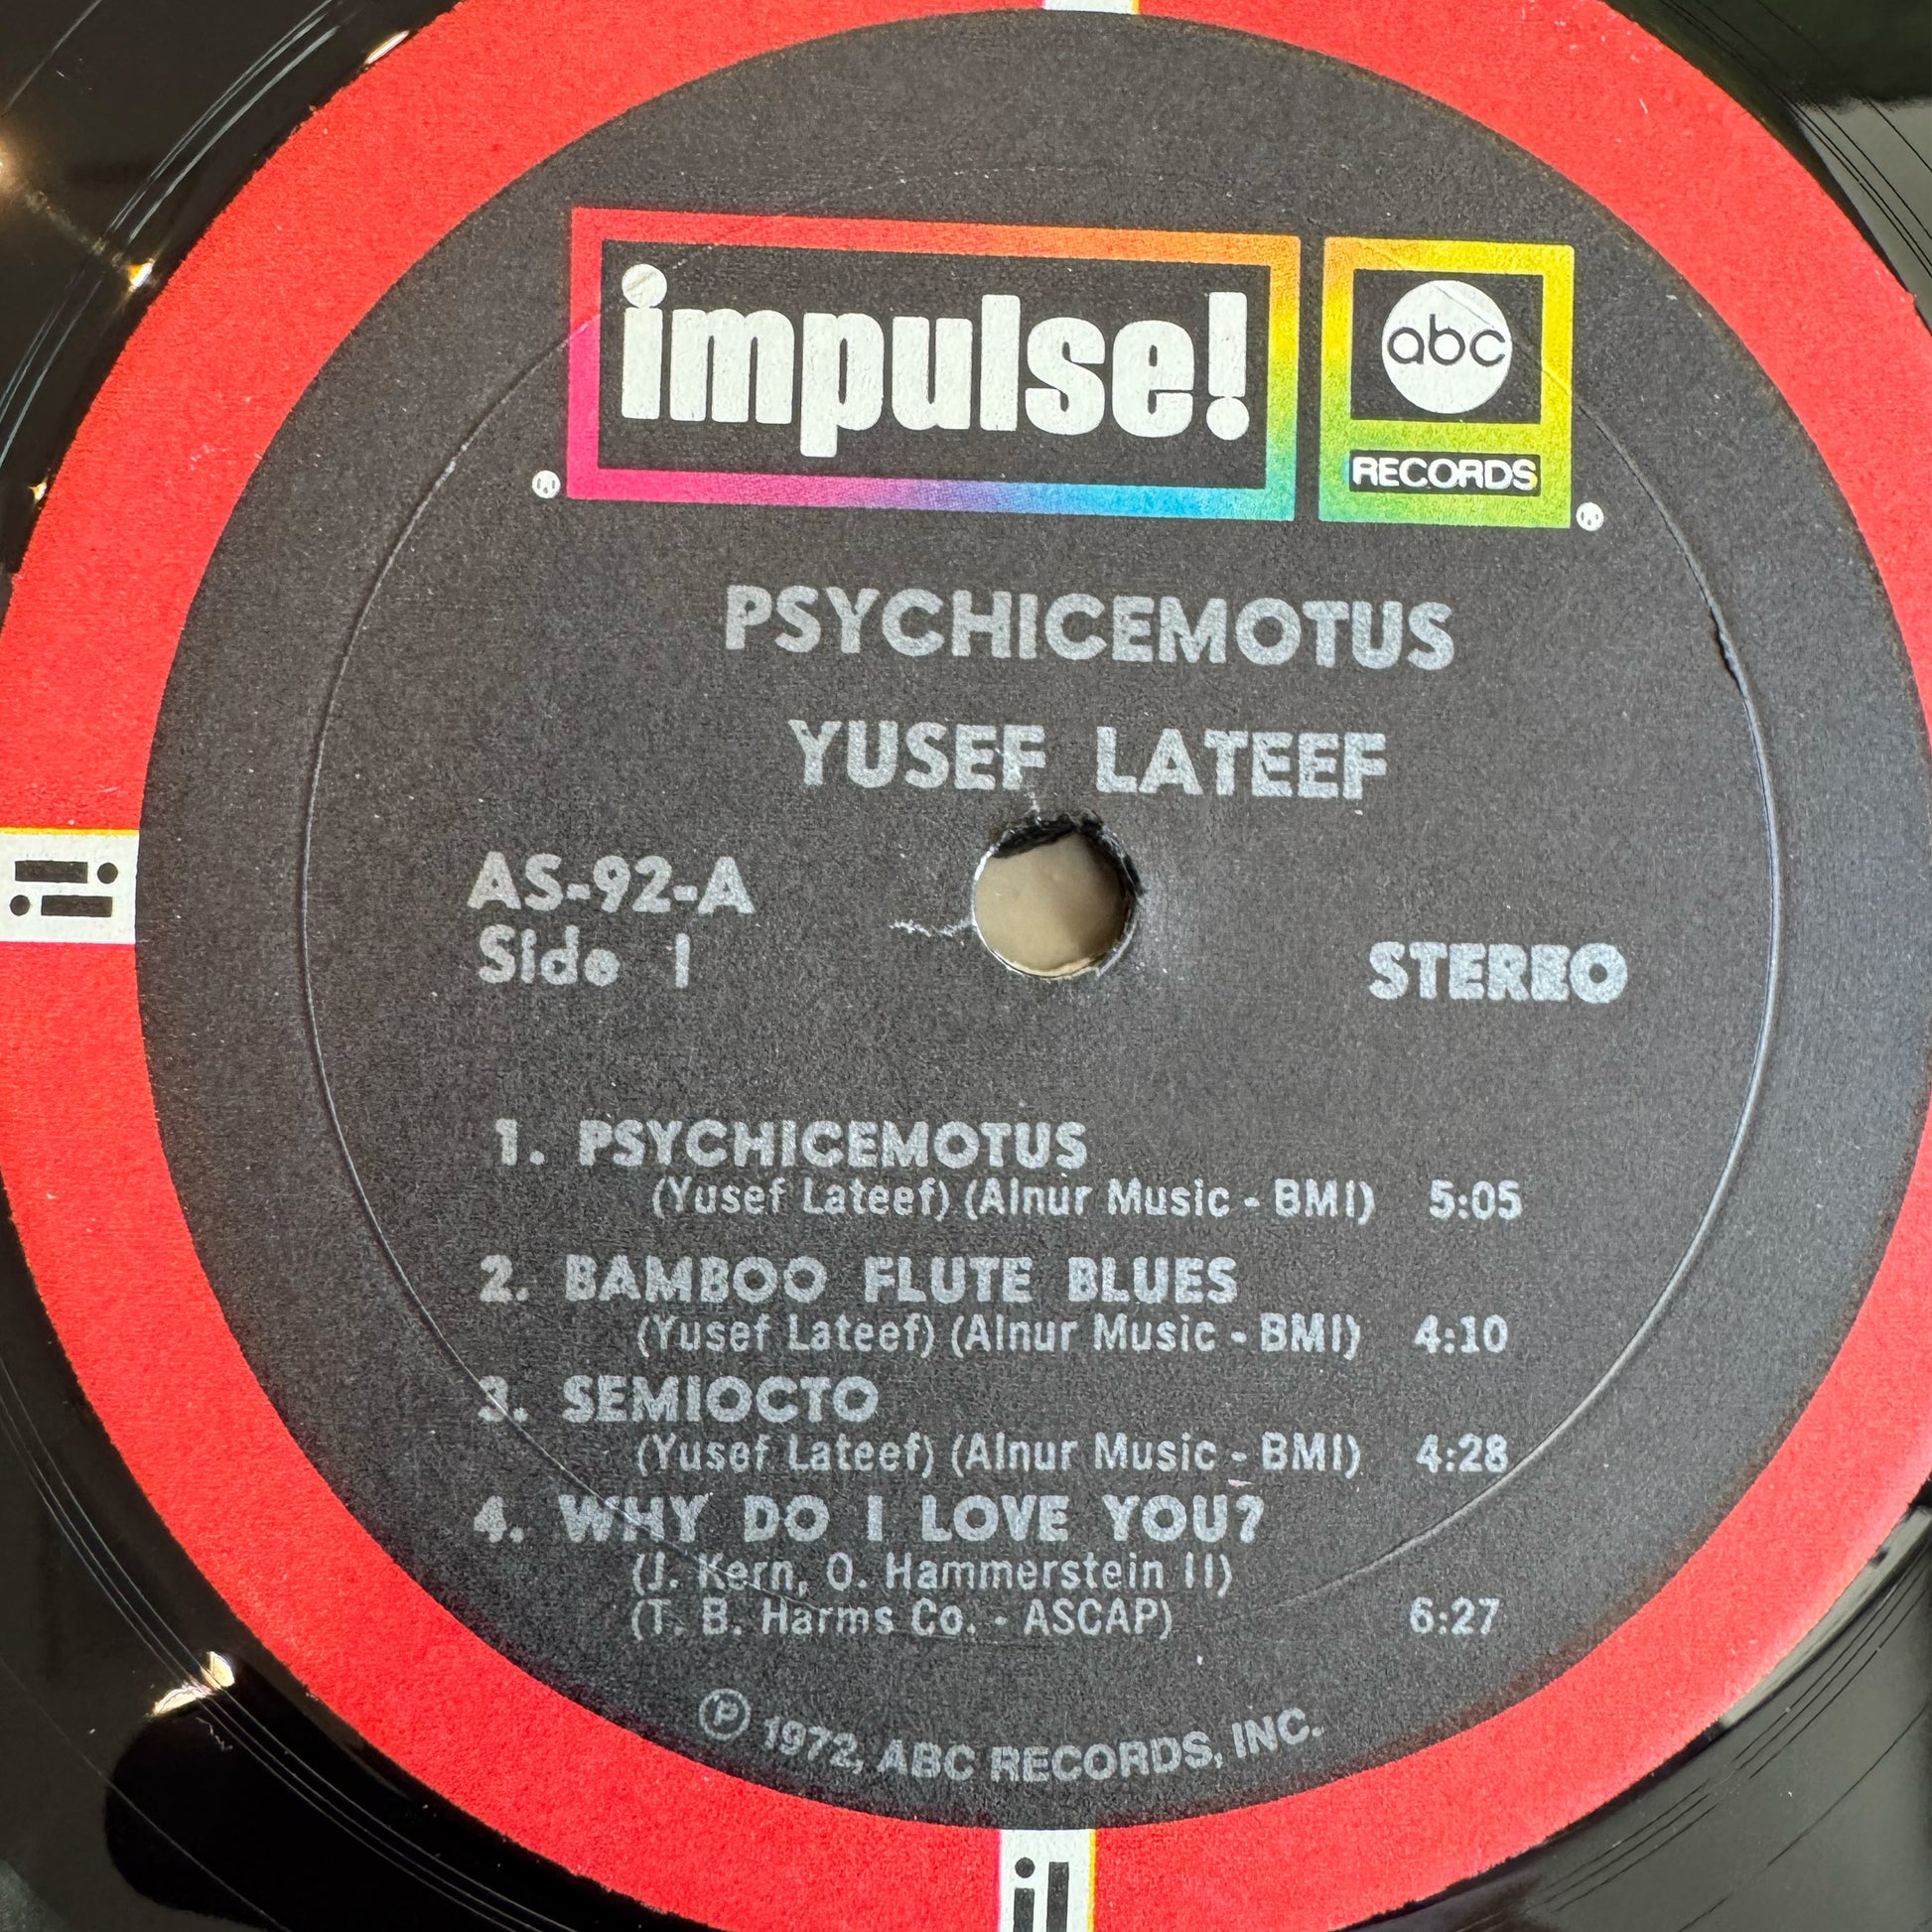 impulse!
abc
RECORDS
PSYCHICEMOTUS
YUSEF LATEEF
AS-92-A
Side 1
STEREO
1. PSYCHICEMOTUS
(Yusef Lateef) (Alnur Music - BMI) 5:05
2. BAMBOO FLUTE BLUES
(Yusef Lateef) (Alnur Music - BMI) 4:10
3. SEMIOCTO
(Yusef Lateef) (Alnur Music - BMI) 4:28
4. WHY DO I LOVE YOU?
(J. Kern, O. Hammerstein II)
(T. B. Harms Co. - ASCAP) 6:27
Ⓟ 1972, ABC RECORDS, INC.